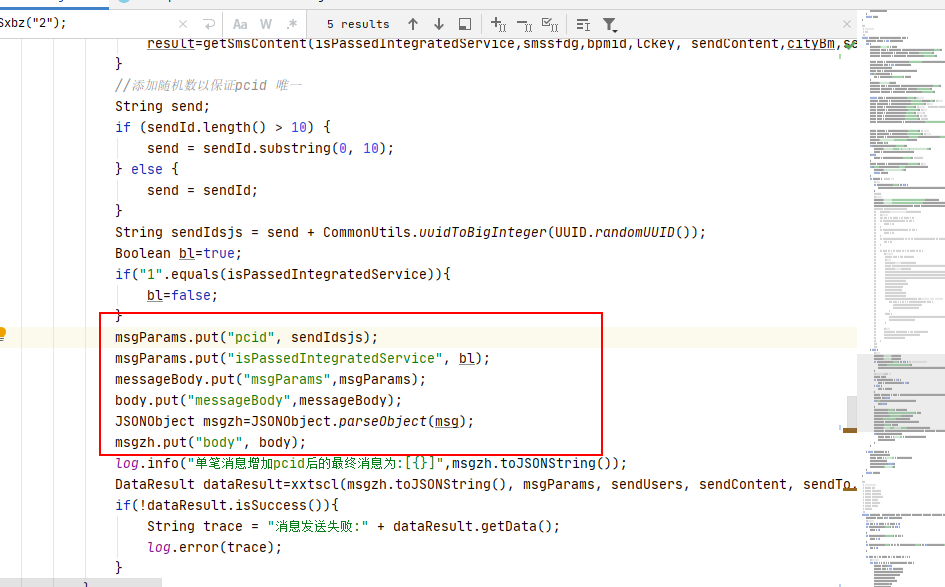 Sxbz("2");
Aa W .*
5 results
result=getSmsContent(isPassedIntegratedService,smssfdg,bpmid,lckey, sendContent,cityBm,se
}
//添加随机数以保证pcid 唯一
String send;
if (sendId.length() > 10) {
send = sendId.substring(0, 10);
} else {
send = sendId;
}
String sendIdsjs = send + CommonUtils.uuidToBigInteger(UUID.randomUUID());
Boolean bl=true;
if("1".equals(isPassedIntegratedService)){
bl=false;
}
msgParams.put("pcid", sendIdsjs);
msgParams.put("isPassedIntegratedService", bl);
messageBody.put("msgParams",msgParams);
body.put("messageBody",messageBody);
JSONObject msgzh=JSONObject.parseObject(msg);
msgzh.put("body", body);
log.info("单笔消息增加pcid后的最终消息为:[{}]",msgzh.toJSONString());
DataResult dataResult=xxtscl(msgzh.toJSONString(), msgParams, sendUsers, sendContent, sendTo,
if(!dataResult.isSuccess()){
String trace = "消息发送失败:" + dataResult.getData();
log.error(trace);
}
}